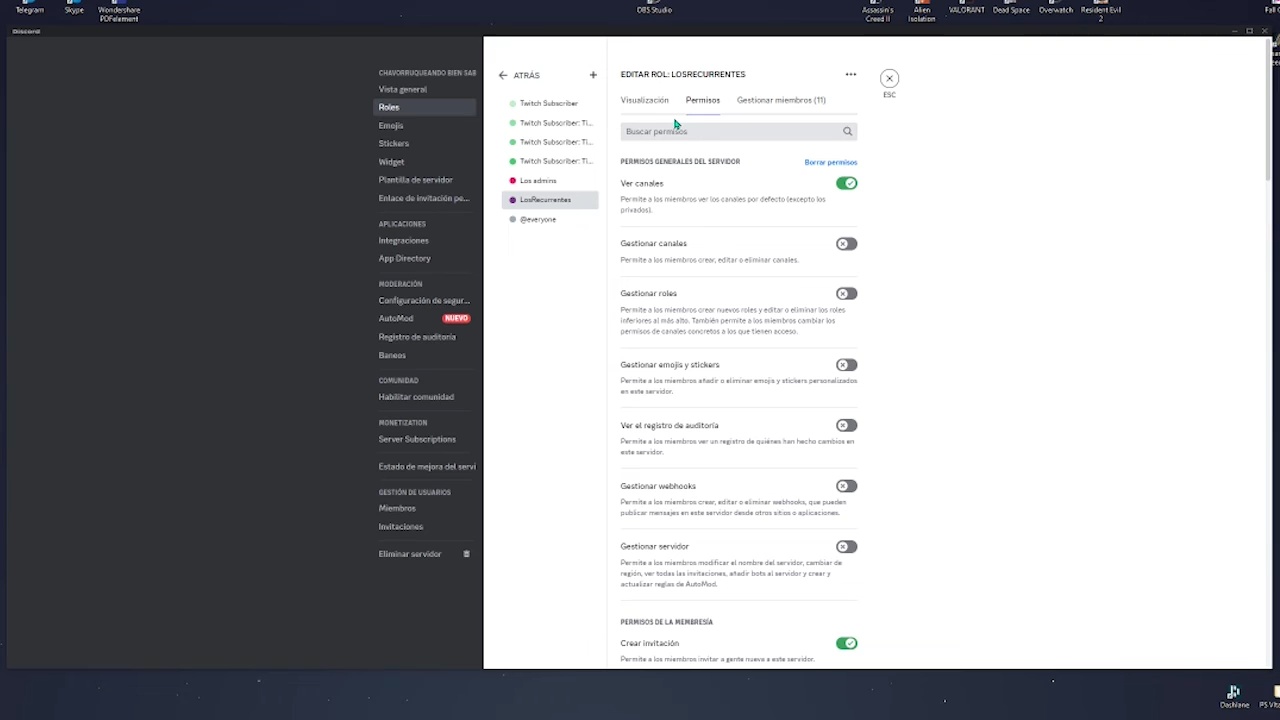 Telegram
Skype
Wondershare
PDFelement
OBS Studio
Assassin's
Creed II
Alien
Isolation
VALORANT
Dead Space
Overwatch
Resident Evil
2
Discord
CHAVORRUQUEANDO BIEN SAB
Vista general
Roles
Emojis
Stickers
Widget
Plantilla de servidor
Enlace de invitación pe...
APLICACIONES
Integraciones
App Directory
MODERACIÓN
Configuración de segur...
AutoMod
NUEVO
Registro de auditoría
Baneos
COMUNIDAD
Habilitar comunidad
MONETIZATION
Server Subscriptions
Estado de mejora del servi
GESTIÓN DE USUARIOS
Miembros
Invitaciones
Eliminar servidor
ATRÁS
Twitch Subscriber
Twitch Subscriber: Ti...
Twitch Subscriber: Ti...
Twitch Subscriber: Ti...
Los admins
LosRecurrentes
@everyone
EDITAR ROL: LOSRECURRENTES
Visualización
Permisos
Gestionar miembros (11)
Buscar permisos
PERMISOS GENERALES DEL SERVIDOR
Borrar permisos
Ver canales
Permite a los miembros ver los canales por defecto (excepto los
privados).
Gestionar canales
Permite a los miembros crear, editar o eliminar canales.
Gestionar roles
Permite a los miembros crear nuevos roles y editar o eliminar los roles
inferiores al más alto. También permite a los miembros cambiar los
permisos de canales concretos a los que tienen acceso.
Gestionar emojis y stickers
Permite a los miembros añadir o eliminar emojis y stickers personalizados
en este servidor.
Ver el registro de auditoría
Permite a los miembros ver un registro de quiénes han hecho cambios en
este servidor.
Gestionar webhooks
Permite a los miembros crear, editar o eliminar webhooks, que pueden
publicar mensajes en este servidor desde otros sitios o aplicaciones.
Gestionar servidor
Permite a los miembros modificar el nombre del servidor, cambiar de
región, ver todas las invitaciones, añadir bots al servidor y crear y
actualizar reglas de AutoMod.
PERMISOS DE LA MEMBRESÍA
Crear invitación
Permite a los miembros invitar a gente nueva a este servidor.
ESC
Dashlane
PS Vita